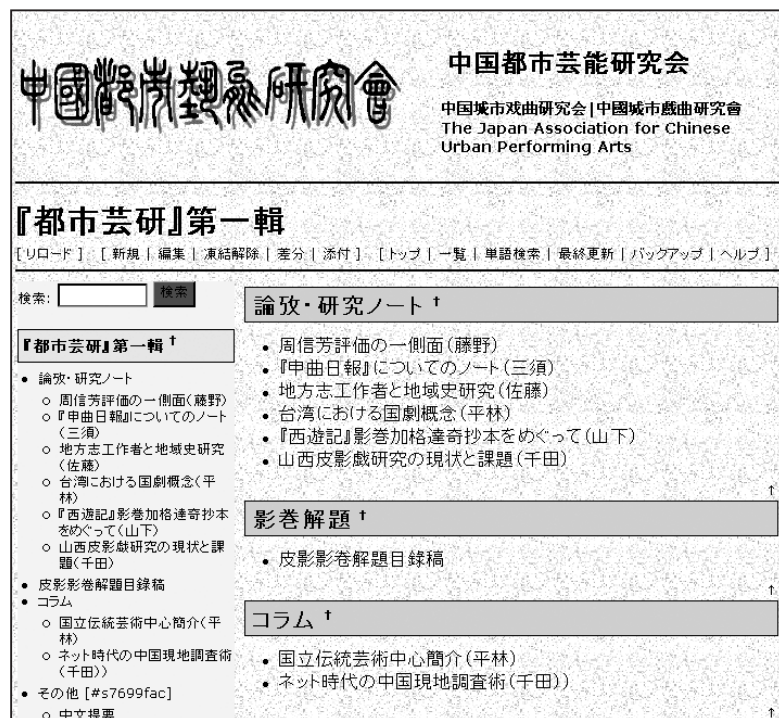 中國都市藝能研究會
中国都市芸能研究会
中国城市戏曲研究会|中國城市戲曲研究會
The Japan Association for Chinese
Urban Performing Arts
『都市芸研』第一輯
[リロード] [新規 | 編集 | 凍結解除 | 差分 | 添付] [トップ | 一覧 | 単語検索 | 最終更新 | バックアップ | ヘルプ]
検索: 検索
『都市芸研』第一輯 †
● 論攷・研究ノート
○ 周信芳評価の一側面(藤野)
○ 『申曲日報』についてのノート
(三須)
○ 地方志工作者と地域史研究
(佐藤)
○ 台湾における国劇概念(平
林)
○ 『西遊記』影巻加格達奇抄本
をめぐって(山下)
○ 山西皮影戯研究の現状と課
題(千田)
● 皮影影巻解題目録稿
● コラム
○ 国立伝統芸術中心簡介(平
林)
○ ネット時代の中国現地調査術
(千田))
● その他 [#s7699fac]
○ 中文提要
論攷・研究ノート †
• 周信芳評価の一側面(藤野)
• 『申曲日報』についてのノート(三須)
• 地方志工作者と地域史研究(佐藤)
• 台湾における国劇概念(平林)
• 『西遊記』影巻加格達奇抄本をめぐって(山下)
• 山西皮影戯研究の現状と課題(千田)
↑
影巻解題 †
• 皮影影巻解題目録稿
↑
コラム †
• 国立伝統芸術中心簡介(平林)
• ネット時代の中国現地調査術(千田))
↑